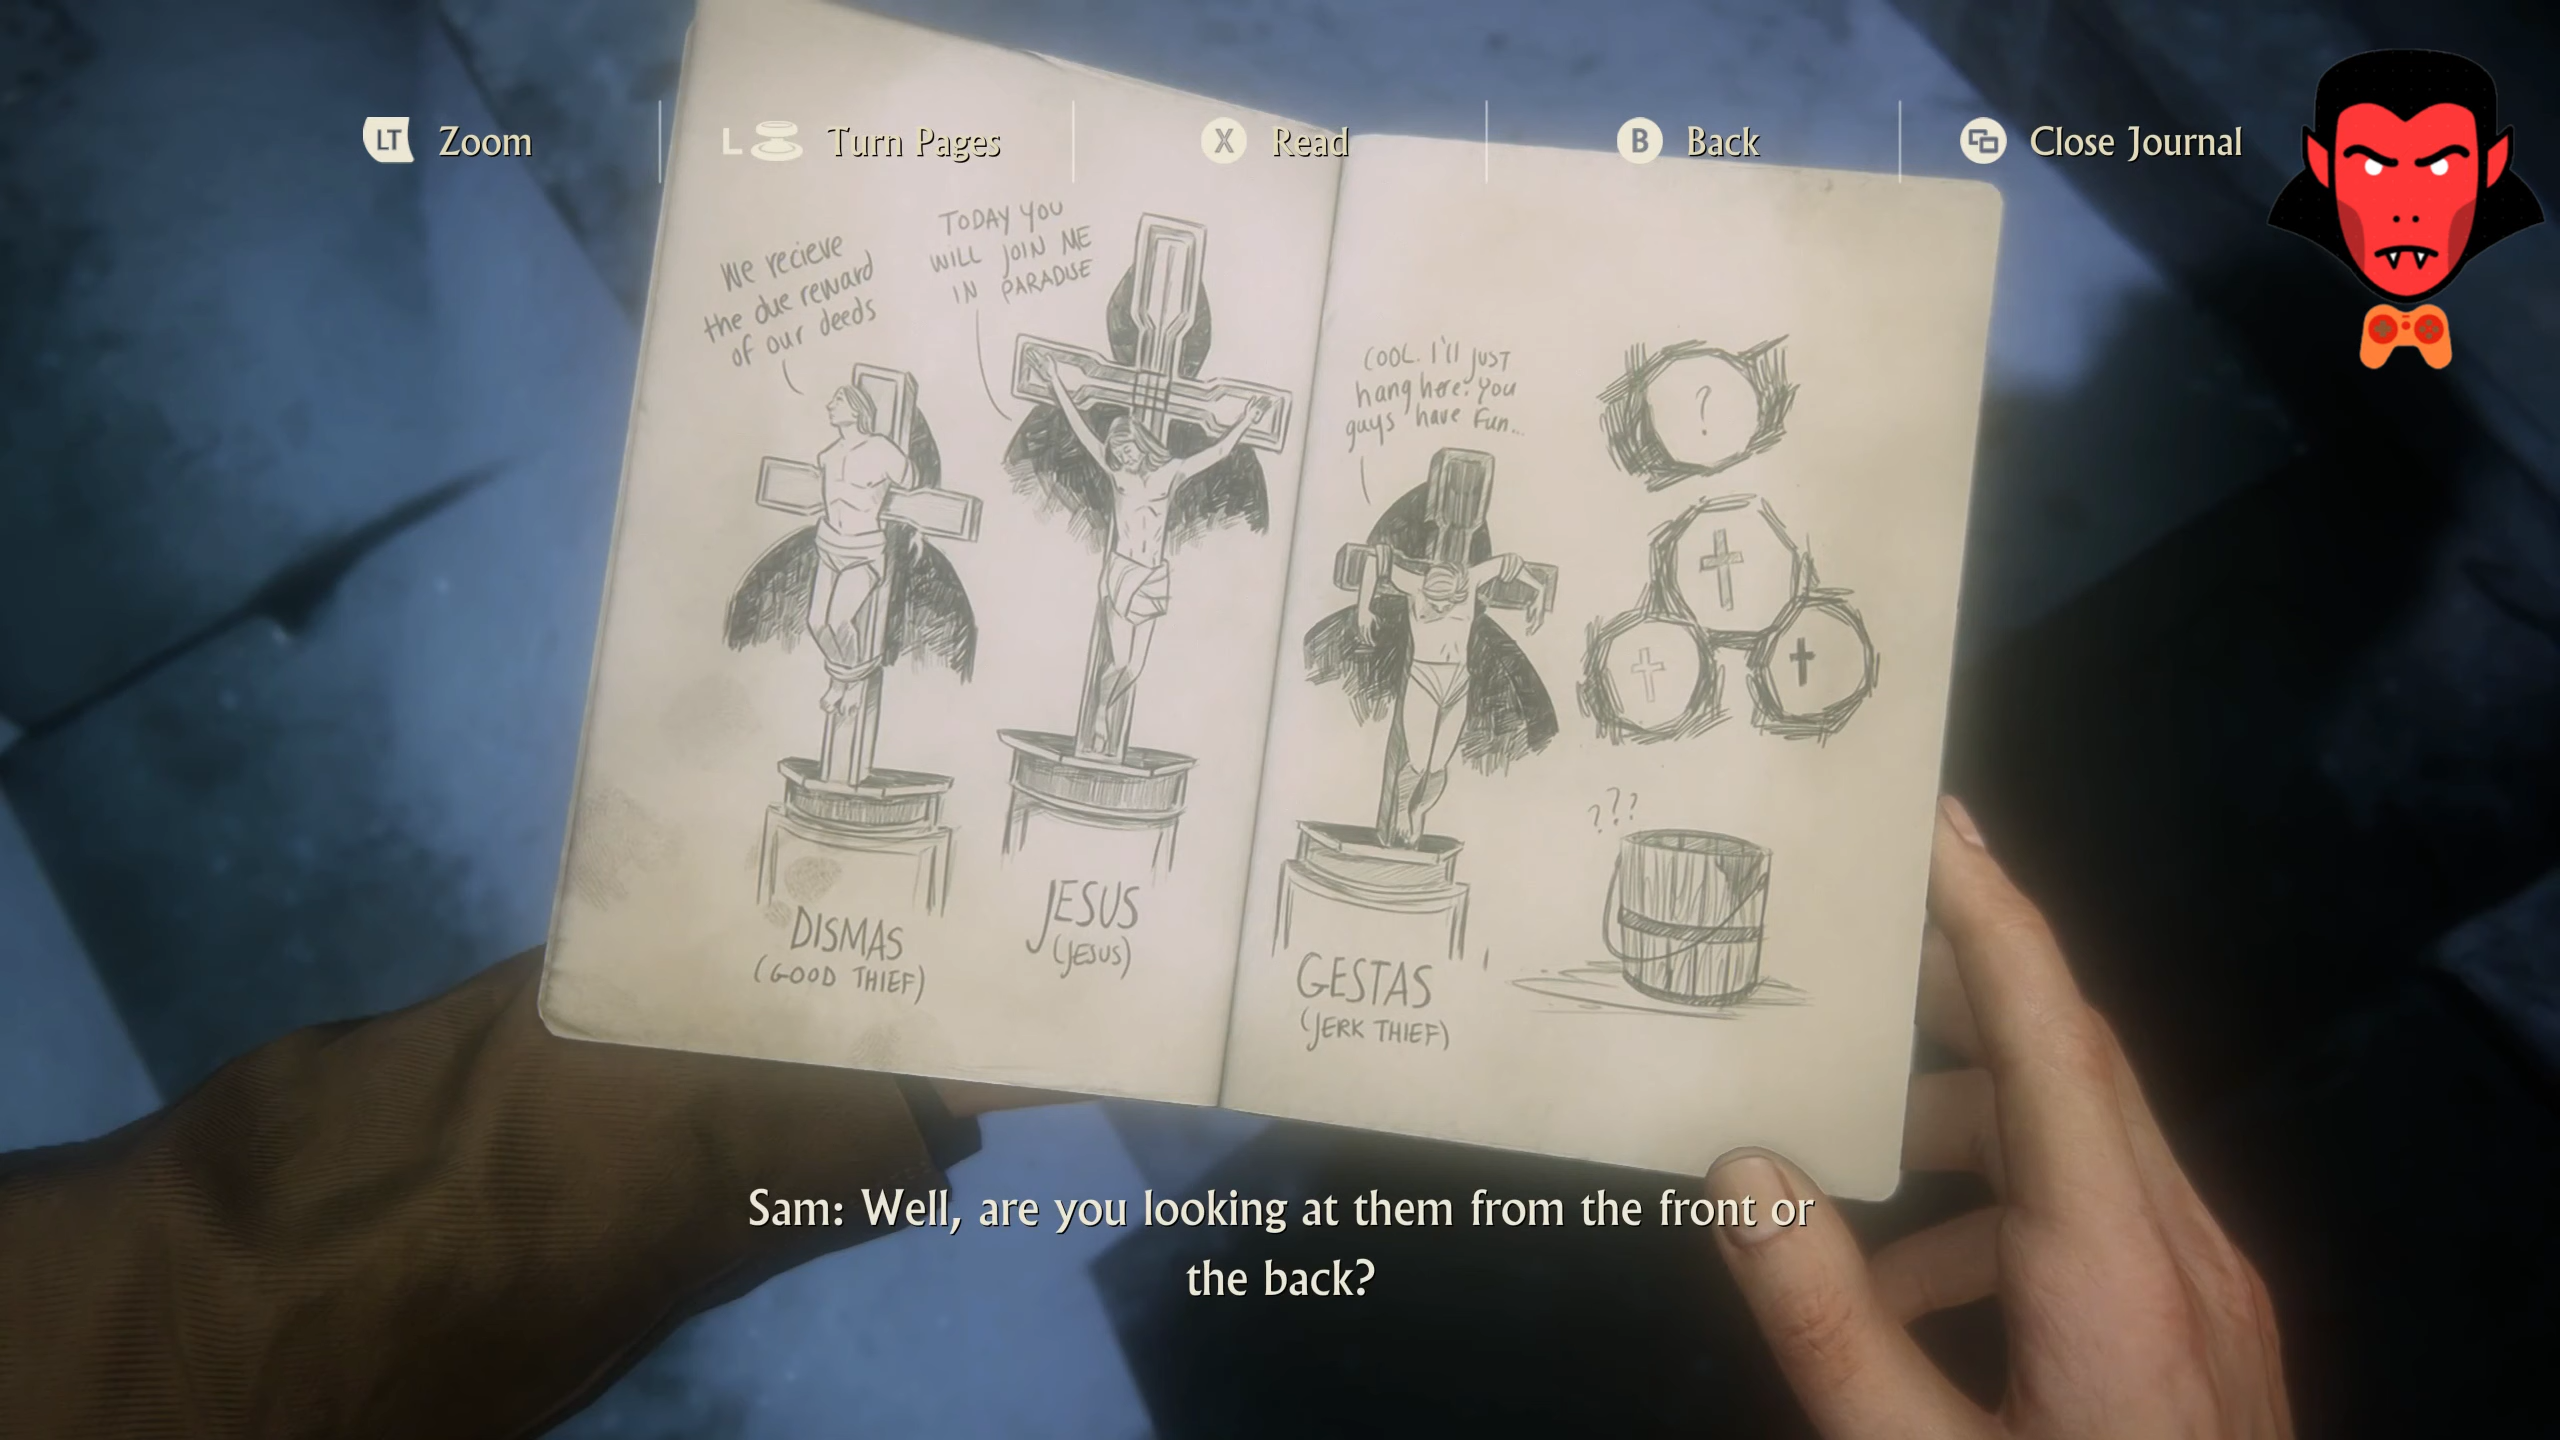 LT Zoom
L Turn Pages
X Read
B Back
Close Journal
We recieve
the due reward
of our deeds
TODAY YOU
WILL JOIN ME
IN PARADISE
COOL. I'll JUST
hang here. You
guys have fun...
?
???
DISMAS
(GOOD THIEF)
JESUS
(JESUS)
GESTAS
(JERK THIEF)
Sam: Well, are you looking at them from the front or
the back?